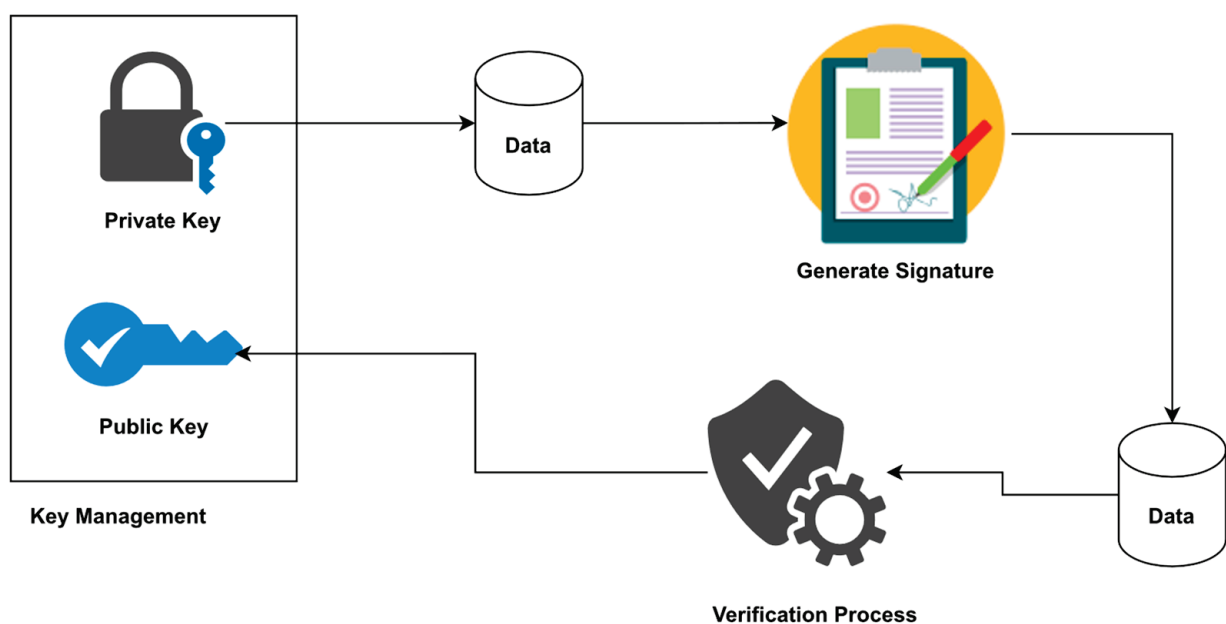 Private Key
Data
Generate Signature
Public Key
Key Management
Data
Verification Process